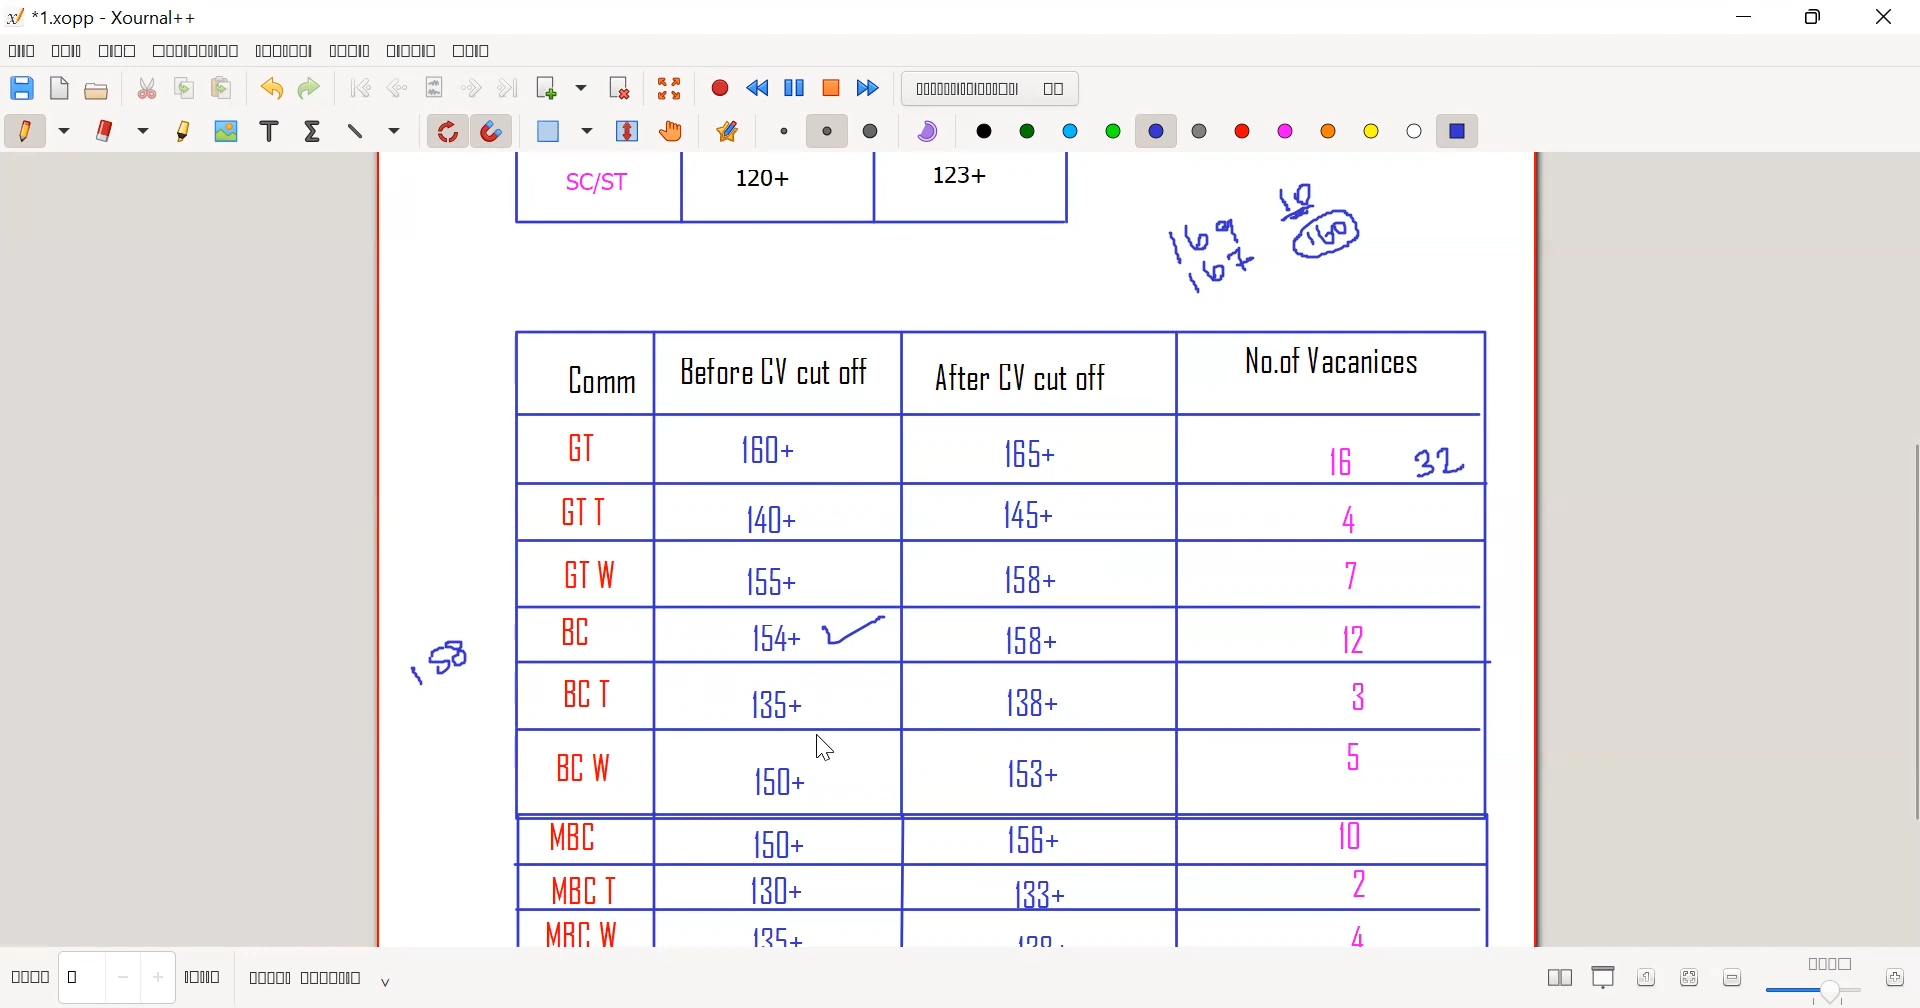 *1.xopp - Xournal++
SC/ST 120+ 123+
10
169 160
167
Comm Before CV cut off After CV cut off No.of Vacanices
GT 160+ 165+ 16 32
GT T 140+ 145+ 4
GT W 155+ 158+ 7
BC 154+ 158+ 12
158
BC T 135+ 138+ 3
BC W 150+ 153+ 5
MBC 150+ 156+ 10
MBC T 130+ 133+ 2
MBC W 135+ 138+ 4